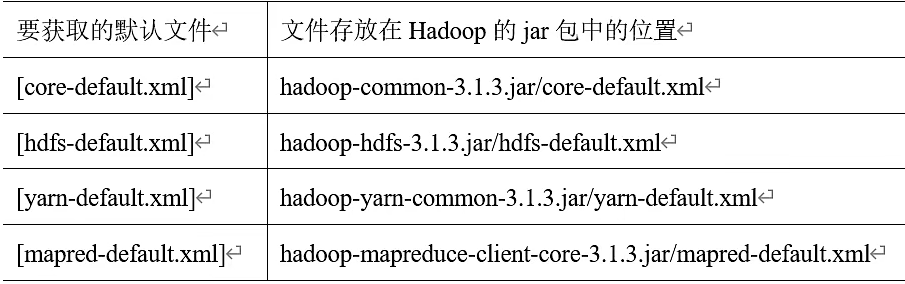 要获取的默认文件 文件存放在 Hadoop 的 jar 包中的位置
[core-default.xml] hadoop-common-3.1.3.jar/core-default.xml
[hdfs-default.xml] hadoop-hdfs-3.1.3.jar/hdfs-default.xml
[yarn-default.xml] hadoop-yarn-common-3.1.3.jar/yarn-default.xml
[mapred-default.xml] hadoop-mapreduce-client-core-3.1.3.jar/mapred-default.xml